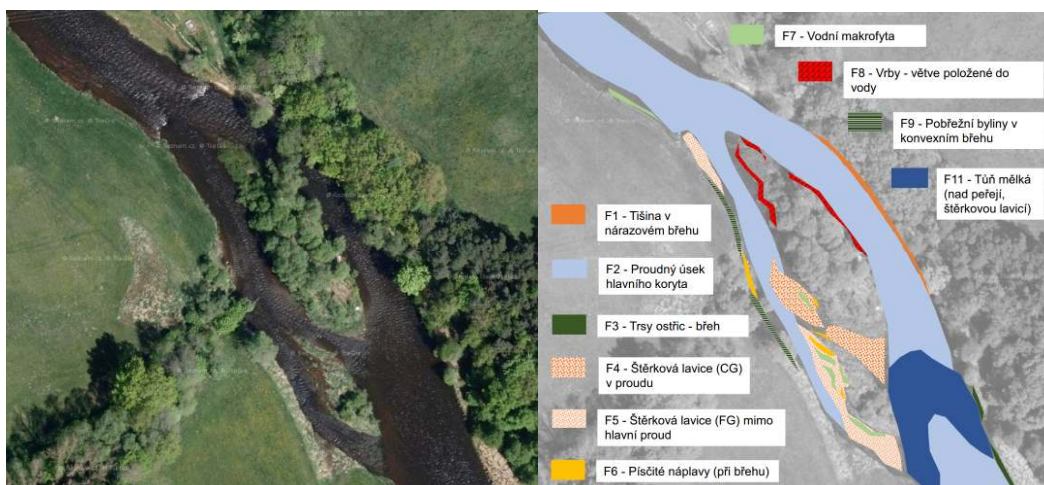 F7 - Vodní makrofyta
F8 - Vrby - větve položené do
vody
F9 - Pobřežní byliny v
konvexním břehu
F11 - Tůň mělká
(nad peřejí,
štěrkovou lavicí)
F1 - Tišina v
nárazovém břehu
F2 - Proudný úsek
hlavního koryta
F3 - Trsy ostřic - břeh
F4 - Štěrková lavice (CG)
v proudu
F5 - Štěrková lavice (FG) mimo
hlavní proud
F6 - Písčité náplavy (při břehu)